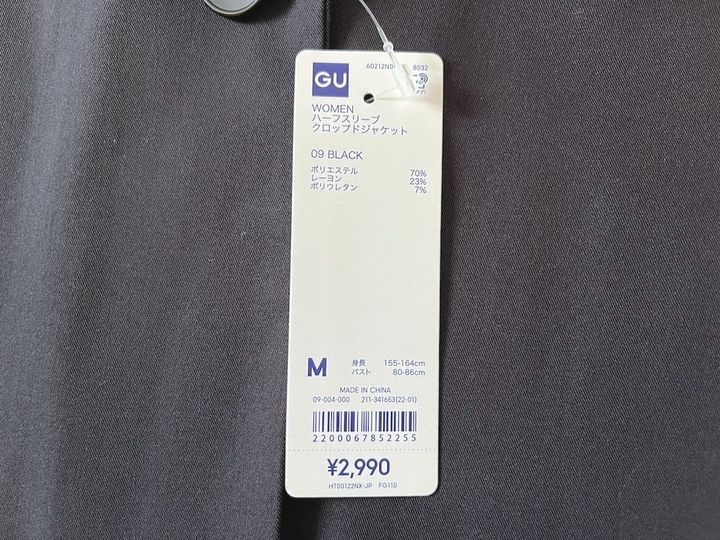 GU
8032
WOMEN
ハーフスリーブ
クロップドジャケット
09 BLACK
ポリエステル 70%
レーヨン 23%
ポリウレタン 7%
M 身長 155-164cm
バスト 80-86cm
MADE IN CHINA
09-004-000 211-341653(22-01)
2200067852255
¥2,990
HT00122NX-JP FG110